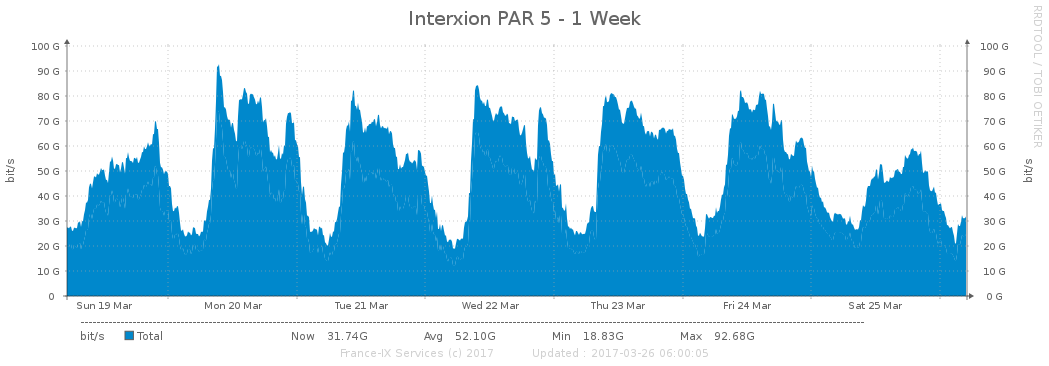 Interxion PAR 5 - 1 Week
RRDTOOL / TOBI OETIKER
bit/s
100 G
90 G
80 G
70 G
60 G
50 G
40 G
30 G
20 G
10 G
0
100 G
90 G
80 G
70 G
60 G
50 G
40 G
30 G
20 G
10 G
0 G
bit/s
Sun 19 Mar Mon 20 Mar Tue 21 Mar Wed 22 Mar Thu 23 Mar Fri 24 Mar Sat 25 Mar
bit/s Total Now 31.74G Avg 52.10G Min 18.83G Max 92.68G
France-IX Services (c) 2017 Updated : 2017-03-26 06:00:05